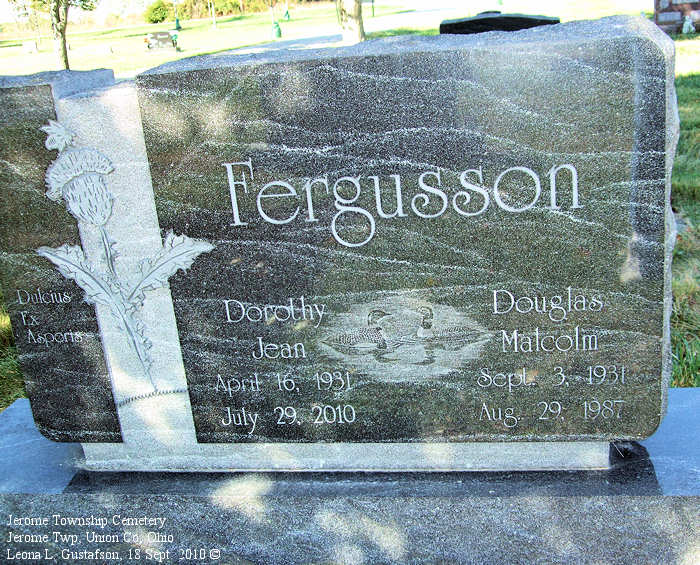 Fergusson
Dulcius
Ex
Asperis
Dorothy
Jean
April 16, 1931
July 29, 2010
Douglas
Malcolm
Sept. 3, 1931
Aug. 29, 1987
Jerome Township Cemetery
Jerome Twp, Union Co, Ohio
Leona L. Gustafson, 18 Sept 2010 ©